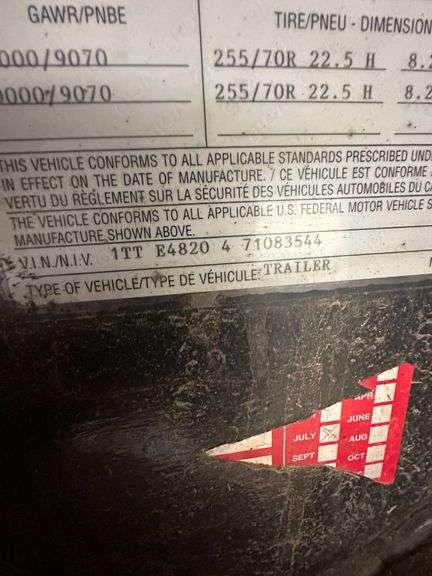 GAWR/PNBE
TIRE/PNEU - DIMENSION
000/9070
255/70R 22.5 H 8.2
0000/9070
255/70R 22.5 H 8.2
THIS VEHICLE CONFORMS TO ALL APPLICABLE STANDARDS PRESCRIBED UND
IN EFFECT ON THE DATE OF MANUFACTURE. / CE VÉHICULE EST CONFORME
VERTU DU RÈGLEMENT SUR LA SÉCURITÉ DES VÉHICULES AUTOMOBILES DU CA
THE VEHICLE CONFORMS TO ALL APPLICABLE U.S. FEDERAL MOTOR VEHICLE S
MANUFACTURE SHOWN ABOVE.
V.I.N./N.I.V. 1TT E4820 4 71083544
TYPE OF VEHICLE/TYPE DE VÉHICULE: TRAILER
APR
JUNE
JULY AUG
SEPT OCT